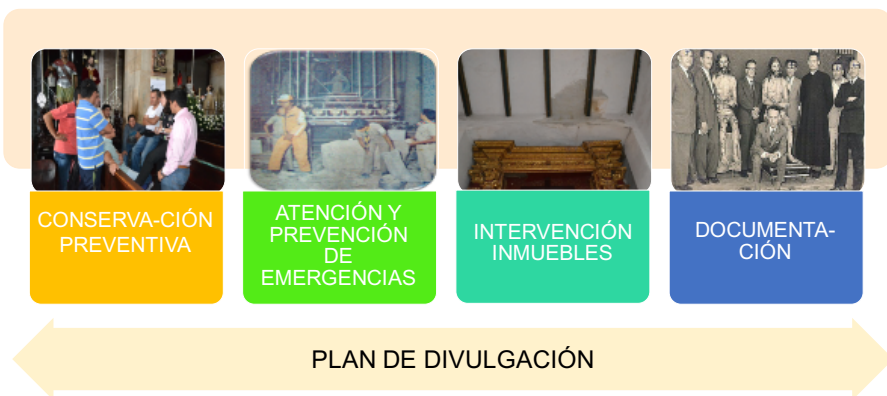 CONSERVA-CIÓN
PREVENTIVA
ATENCIÓN Y
PREVENCIÓN
DE
EMERGENCIAS
INTERVENCIÓN
INMUEBLES
DOCUMENTA-
CIÓN
PLAN DE DIVULGACIÓN